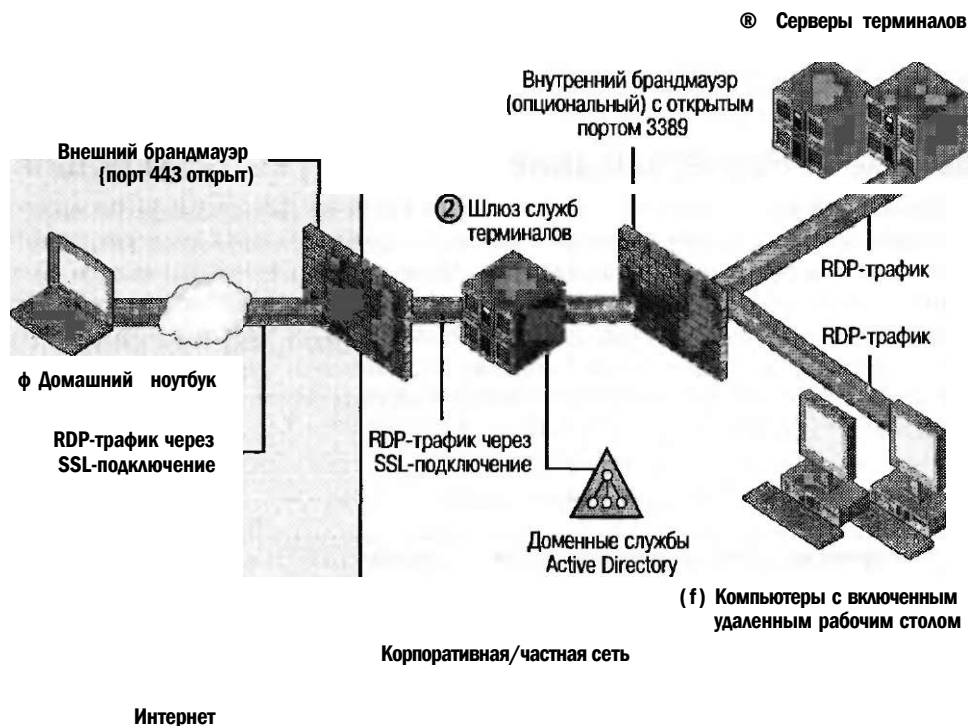 ® Серверы терминалов
Внутренний брандмауэр
(опциональный) с открытым
портом 3389
Внешний брандмауэр
{порт 443 открыт)
② Шлюз служб
терминалов
RDP-трафик
RDP-трафик
ф Домашний ноутбук
RDP-трафик через
SSL-подключение
RDP-трафик через
SSL-подключение
Доменные службы
Active Directory
(f) Компьютеры с включенным
удаленным рабочим столом
Корпоративная/частная сеть
Интернет